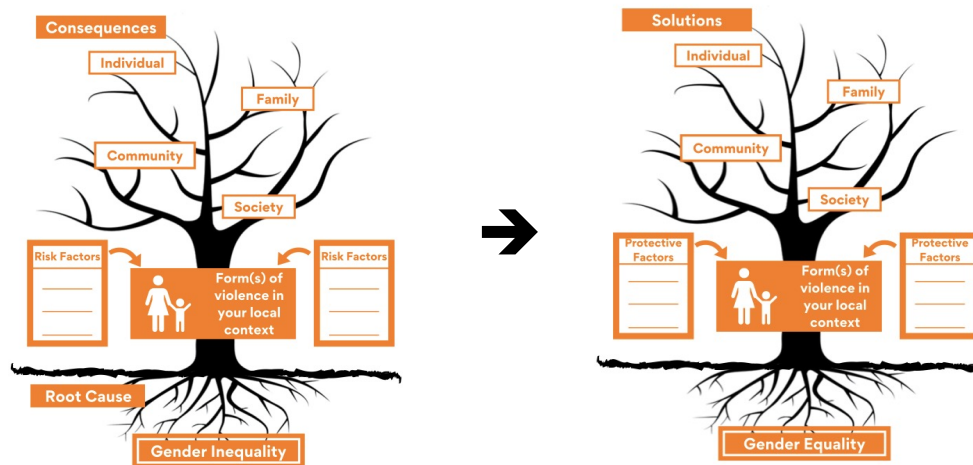 Consequences
Individual
Family
Community
Society
Risk Factors
Risk Factors
Form(s) of
violence in
your local
context
Root Cause
Gender Inequality
Solutions
Individual
Family
Community
Society
Protective
Factors
Protective
Factors
Form(s) of
violence in
your local
context
Gender Equality